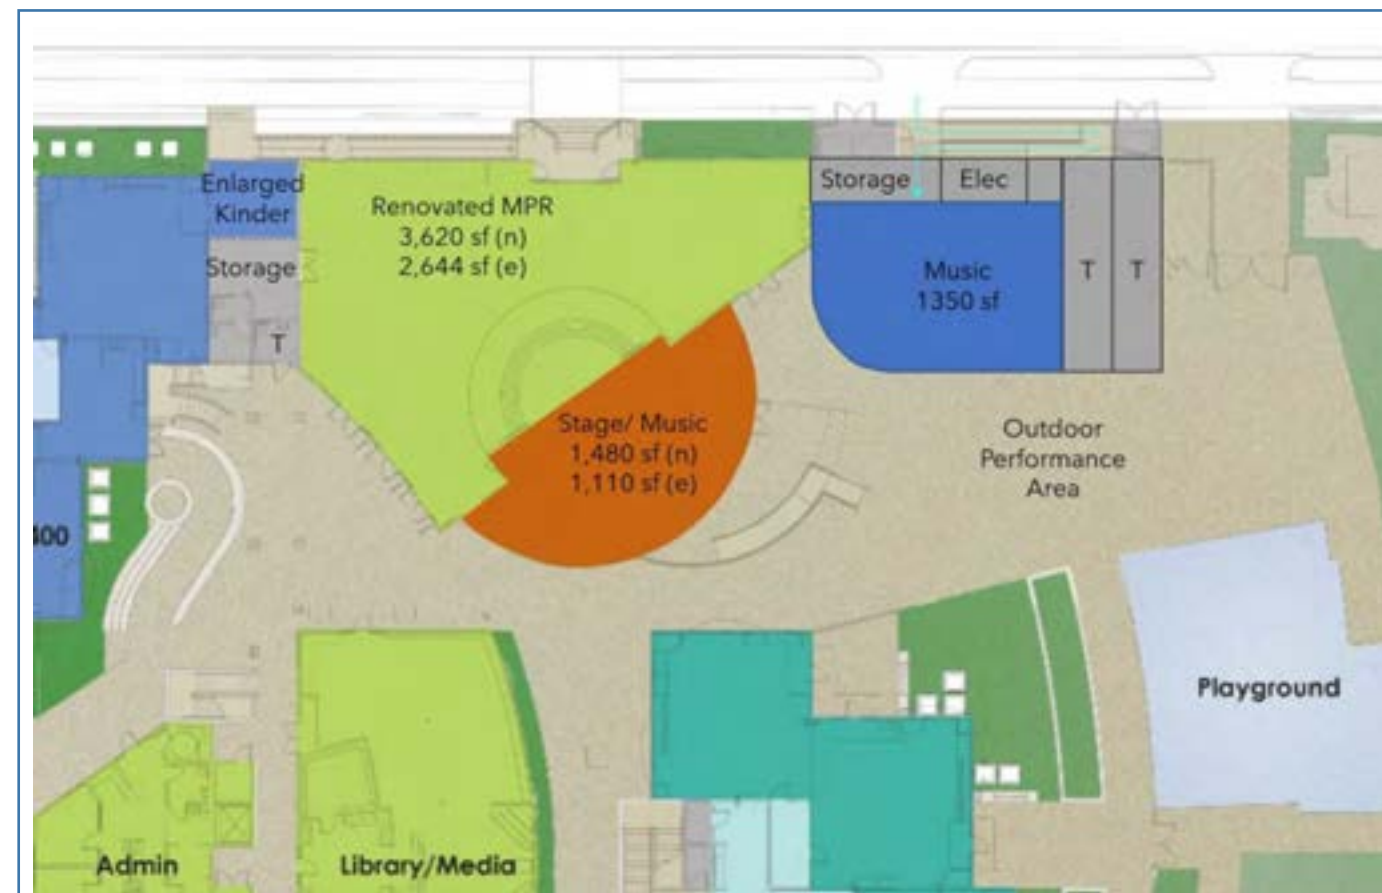 Enlarged
Kinder
Storage
T
Renovated MPR
3,620 sf (n)
2,644 sf (e)
Storage
Elec
Music
1350 sf
T
T
Stage/ Music
1,480 sf (n)
1,110 sf (e)
Outdoor
Performance
Area
400
Playground
Admin
Library/Media